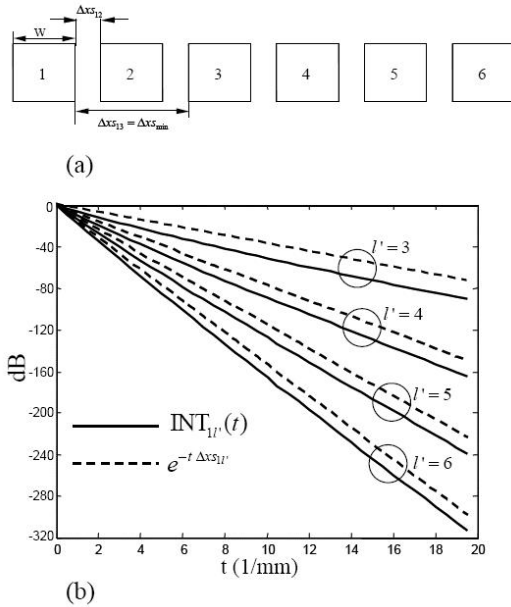 Δxs₁₂
W
1 2 3 4 5 6
Δxs₁₃ = Δxs_min
(a)
0
-40
-80
-120
-160
-200
-240
-280
-320
dB
l' = 3
l' = 4
l' = 5
l' = 6
INT₁ₗ'(t)
e^{-t Δxs₁ₗ'}
0 2 4 6 8 10 12 14 16 18 20
t (1/mm)
(b)